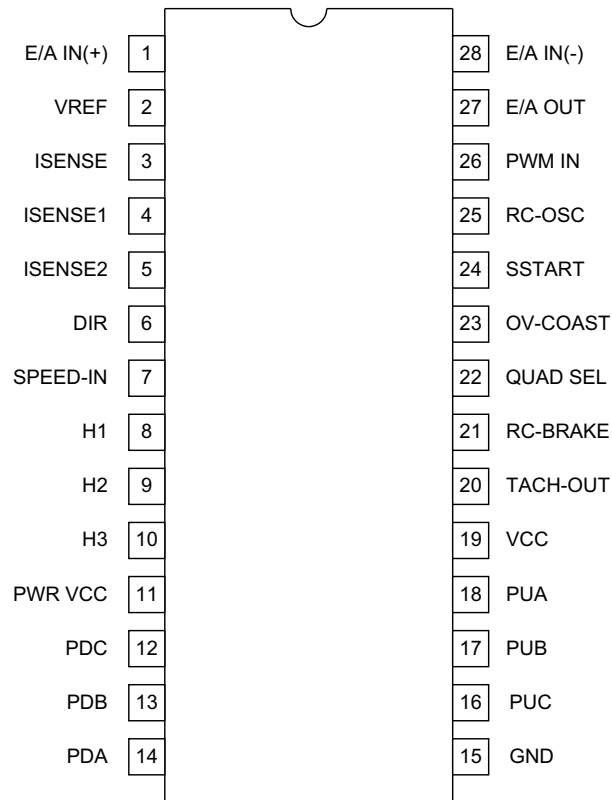 E/A IN(+) 1 28 E/A IN(-)
VREF 2 27 E/A OUT
ISENSE 3 26 PWM IN
ISENSE1 4 25 RC-OSC
ISENSE2 5 24 SSTART
DIR 6 23 OV-COAST
SPEED-IN 7 22 QUAD SEL
H1 8 21 RC-BRAKE
H2 9 20 TACH-OUT
H3 10 19 VCC
PWR VCC 11 18 PUA
PDC 12 17 PUB
PDB 13 16 PUC
PDA 14 15 GND